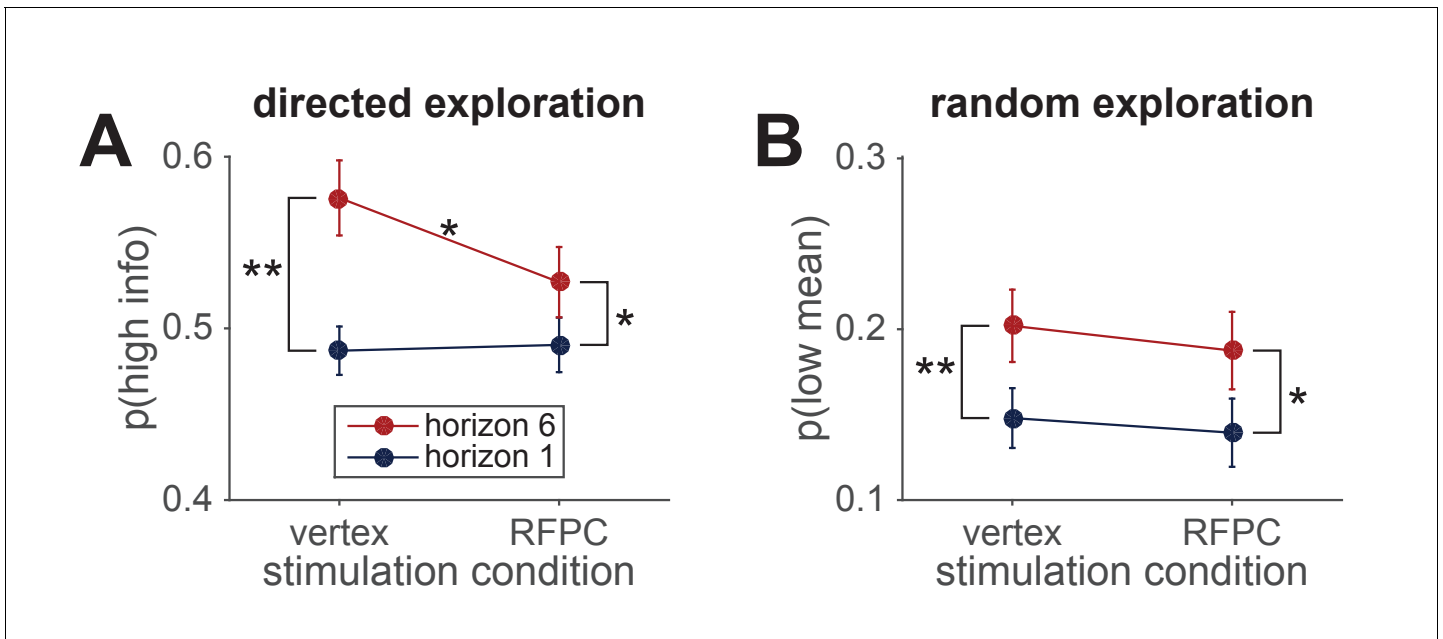 A
directed exploration
0.6
0.5
0.4
p(high info)
**
*
*
horizon 6
horizon 1
vertex
RFPC
stimulation condition
B
random exploration
0.3
0.2
0.1
p(low mean)
**
*
vertex
RFPC
stimulation condition